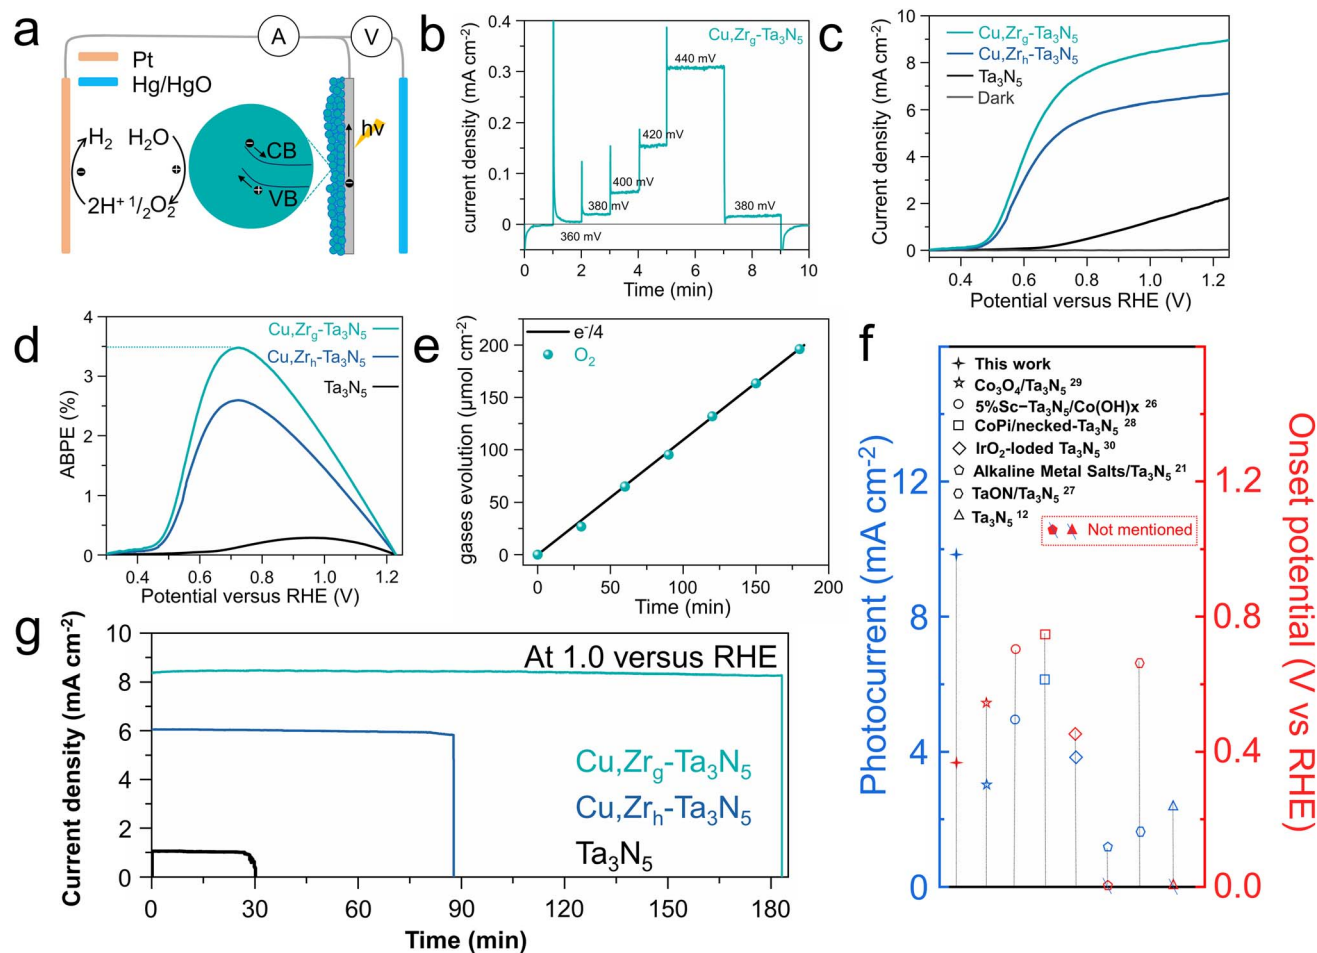 a
A
V
Pt
Hg/HgO
H₂
H₂O
hν
CB
VB
2H⁺
¹/₂O₂
b
Cu,Zr_g-Ta₃N₅
current density (mA cm⁻²)
0.4
0.3
0.2
0.1
0
360 mV
380 mV
400 mV
420 mV
440 mV
380 mV
0
2
4
6
8
10
Time (min)
c
Cu,Zr_g-Ta₃N₅
Cu,Zr_h-Ta₃N₅
Ta₃N₅
Dark
Current density (mA cm⁻²)
10
8
6
4
2
0
0.4
0.6
0.8
1.0
1.2
Potential versus RHE (V)
d
Cu,Zr_g-Ta₃N₅
Cu,Zr_h-Ta₃N₅
Ta₃N₅
ABPE (%)
4
3
2
1
0
0.4
0.6
0.8
1.0
1.2
Potential versus RHE (V)
e
e⁻/4
O₂
gases evolution (μmol cm⁻²)
200
150
100
50
0
0
50
100
150
200
Time (min)
f
This work
Co₃O₄/Ta₃N₅ ²⁹
5%Sc−Ta₃N₅/Co(OH)x ²⁶
CoPi/necked-Ta₃N₅ ²⁸
IrO₂-loded Ta₃N₅ ³⁰
Alkaline Metal Salts/Ta₃N₅ ²¹
TaON/Ta₃N₅ ²⁷
Ta₃N₅ ¹²
Not mentioned
Photocurrent (mA cm⁻²)
12
8
4
0
Onset potential (V vs RHE)
1.2
0.8
0.4
0.0
g
At 1.0 versus RHE
Cu,Zr_g-Ta₃N₅
Cu,Zr_h-Ta₃N₅
Ta₃N₅
Current density (mA cm⁻²)
10
8
6
4
2
0
0
30
60
90
120
150
180
Time (min)